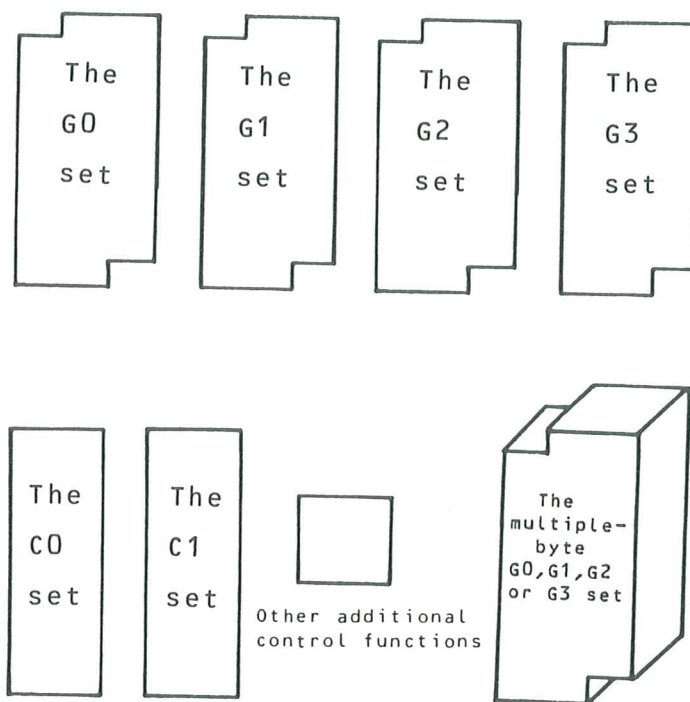 The
G0
set
The
G1
set
The
G2
set
The
G3
set
The
C0
set
The
C1
set
Other additional
control functions
The
multiple-
byte
G0,G1,G2
or G3 set